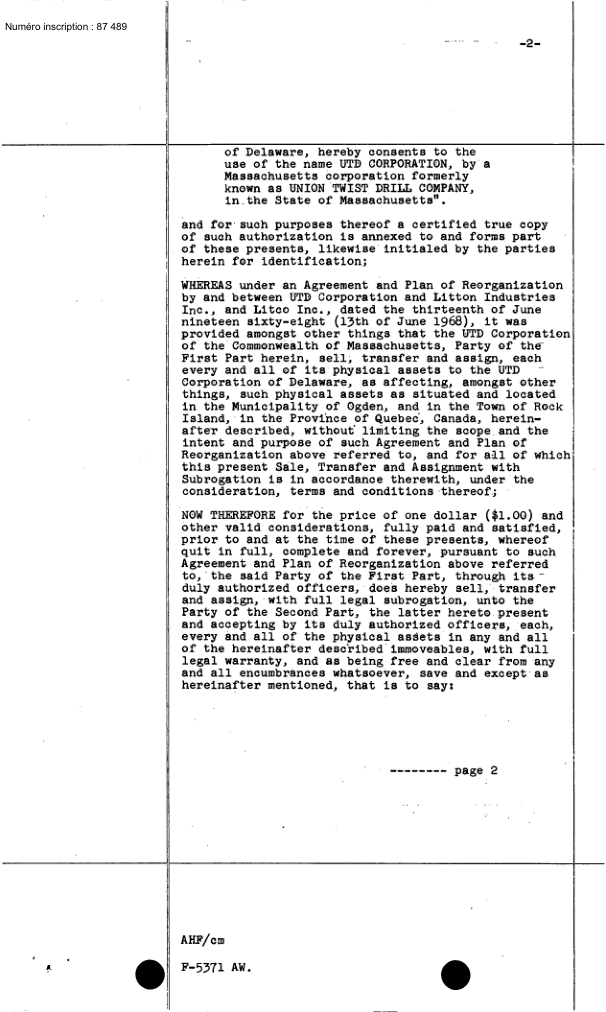 Numéro inscription : 87 489
-2-
of Delaware, hereby consents to the
use of the name UTD CORPORATION, by a
Massachusetts corporation formerly
known as UNION TWIST DRILL COMPANY,
in the State of Massachusetts".
and for such purposes thereof a certified true copy
of such authorization is annexed to and forms part
of these presents, likewise initialed by the parties
herein for identification;
WHEREAS under an Agreement and Plan of Reorganization
by and between UTD Corporation and Litton Industries
Inc., and Litco Inc., dated the thirteenth of June
nineteen sixty-eight (13th of June 1968), it was
provided amongst other things that the UTD Corporation
of the Commonwealth of Massachusetts, Party of the
First Part herein, sell, transfer and assign, each
every and all of its physical assets to the UTD
Corporation of Delaware, as affecting, amongst other
things, such physical assets as situated and located
in the Municipality of Ogden, and in the Town of Rock
Island, in the Province of Quebec, Canada, herein-
after described, without limiting the scope and the
intent and purpose of such Agreement and Plan of
Reorganization above referred to, and for all of which
this present Sale, Transfer and Assignment with
Subrogation is in accordance therewith, under the
consideration, terms and conditions thereof;
NOW THEREFORE for the price of one dollar ($1.00) and
other valid considerations, fully paid and satisfied,
prior to and at the time of these presents, whereof
quit in full, complete and forever, pursuant to such
Agreement and Plan of Reorganization above referred
to, the said Party of the First Part, through its
duly authorized officers, does hereby sell, transfer
and assign, with full legal subrogation, unto the
Party of the Second Part, the latter hereto present
and accepting by its duly authorized officers, each,
every and all of the physical assets in any and all
of the hereinafter described immoveables, with full
legal warranty, and as being free and clear from any
and all encumbrances whatsoever, save and except as
hereinafter mentioned, that is to say:
-------- page 2
AHF/cm
F-5371 AW.